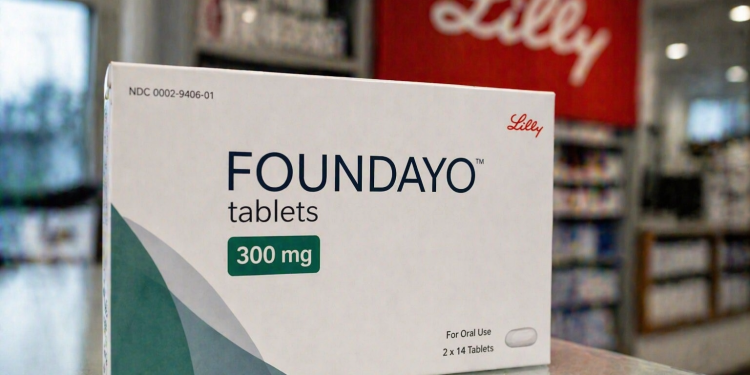 Lilly
NDC 0002-9406-01
Lilly
FOUNDAYO™
tablets
300 mg
For Oral Use
2 x 14 Tablets